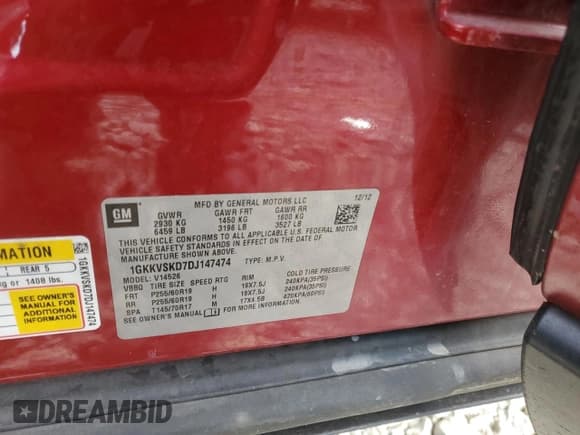 MFD BY GENERAL MOTORS LLC 12/12
GM
GVWR GAWR FRT GAWR RR
2930 KG 1450 KG 1600 KG
6459 LB 3196 LB 3527 LB
THIS VEHICLE CONFORMS TO ALL APPLICABLE U.S. FEDERAL MOTOR
VEHICLE SAFETY STANDARDS IN EFFECT ON THE DATE OF
MANUFACTURE SHOWN ABOVE.
1GKKVSKD7DJ147474 TYPE: M.P.V.
MODEL: V14526
VBBQ TIRE SIZE SPEED RTG RIM COLD TIRE PRESSURE
FRT P255/60R19 H 19X7.5J 240KPA(35PSI)
RR P255/60R19 H 19X7.5J 240KPA(35PSI)
SPA T145/70R17 M 17X4.5B 420KPA(60PSI)
SEE OWNER'S MANUAL FOR MORE INFORMATION.
MATION
REAR 5
kg or 1408 lbs.
SEE OWNER'S
MANUAL FOR
ADDITIONAL
INFORMATION
1GKKVSKD7DJ147474
DREAMBID